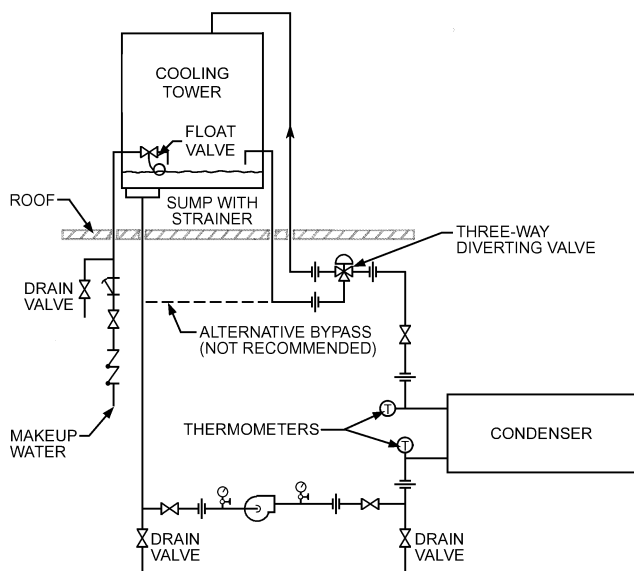 COOLING
TOWER
FLOAT
VALVE
ROOF
SUMP WITH
STRAINER
THREE-WAY
DIVERTING VALVE
DRAIN
VALVE
ALTERNATIVE BYPASS
(NOT RECOMMENDED)
MAKEUP
WATER
THERMOMETERS
T
T
CONDENSER
DRAIN
VALVE
DRAIN
VALVE